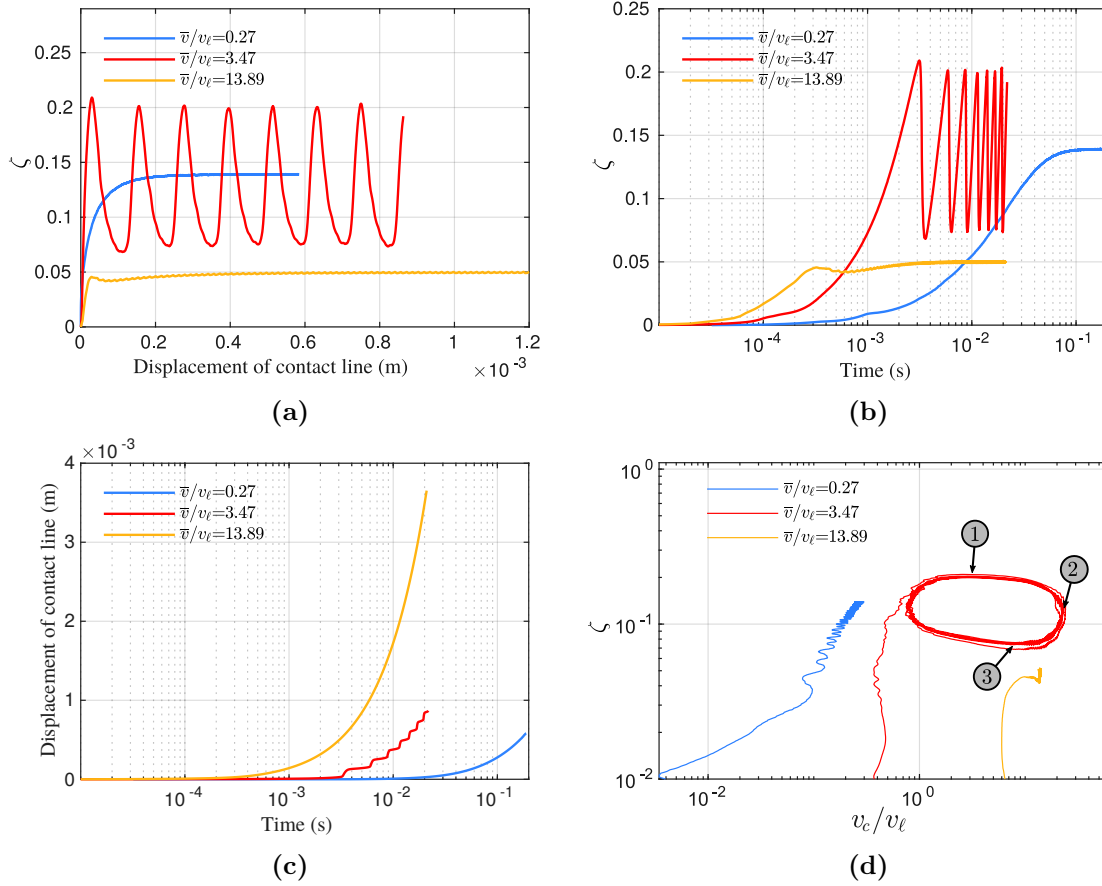 0.25
0.2
0.15
0.1
0.05
0
ζ
v̅/vℓ=0.27
v̅/vℓ=3.47
v̅/vℓ=13.89
0 0.2 0.4 0.6 0.8 1 1.2
Displacement of contact line (m)
×10⁻³
(a)
0.25
0.2
0.15
0.1
0.05
0
ζ
v̅/vℓ=0.27
v̅/vℓ=3.47
v̅/vℓ=13.89
10⁻⁴ 10⁻³ 10⁻² 10⁻¹
Time (s)
(b)
×10⁻³
4
3
2
1
0
Displacement of contact line (m)
v̅/vℓ=0.27
v̅/vℓ=3.47
v̅/vℓ=13.89
10⁻⁴ 10⁻³ 10⁻² 10⁻¹
Time (s)
(c)
10⁰
10⁻¹
10⁻²
ζ
v̅/vℓ=0.27
v̅/vℓ=3.47
v̅/vℓ=13.89
1
2
3
10⁻² 10⁰
v_c/vℓ
(d)